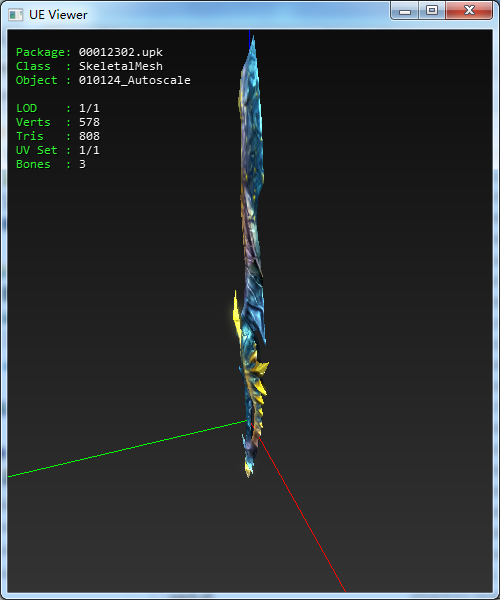 UE Viewer
Package: 00012302.upk
Class  : SkeletalMesh
Object : 010124_Autoscale
LOD    : 1/1
Verts  : 578
Tris   : 808
UV Set : 1/1
Bones  : 3